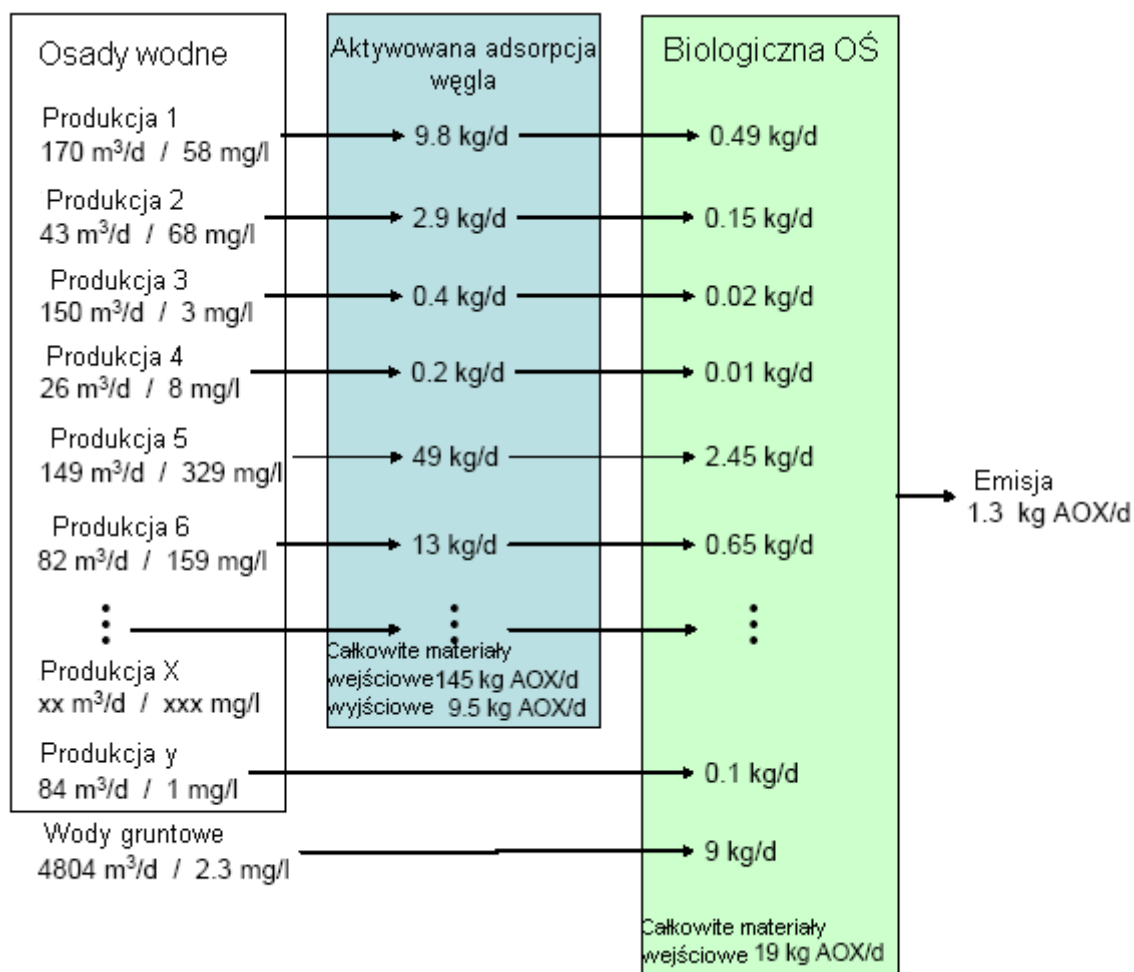 Osady wodne
Aktywowana adsorpcja
węgla
Biologiczna OŚ
Produkcja 1
170 m³/d / 58 mg/l
9.8 kg/d
0.49 kg/d
Produkcja 2
43 m³/d / 68 mg/l
2.9 kg/d
0.15 kg/d
Produkcja 3
150 m³/d / 3 mg/l
0.4 kg/d
0.02 kg/d
Produkcja 4
26 m³/d / 8 mg/l
0.2 kg/d
0.01 kg/d
Produkcja 5
149 m³/d / 329 mg/l
49 kg/d
2.45 kg/d
Emisja
1.3 kg AOX/d
Produkcja 6
82 m³/d / 159 mg/l
13 kg/d
0.65 kg/d
Całkowite materiały
wejściowe 145 kg AOX/d
wyjściowe 9.5 kg AOX/d
Produkcja X
xx m³/d / xxx mg/l
Produkcja y
84 m³/d / 1 mg/l
0.1 kg/d
Wody gruntowe
4804 m³/d / 2.3 mg/l
9 kg/d
Całkowite materiały
wejściowe 19 kg AOX/d